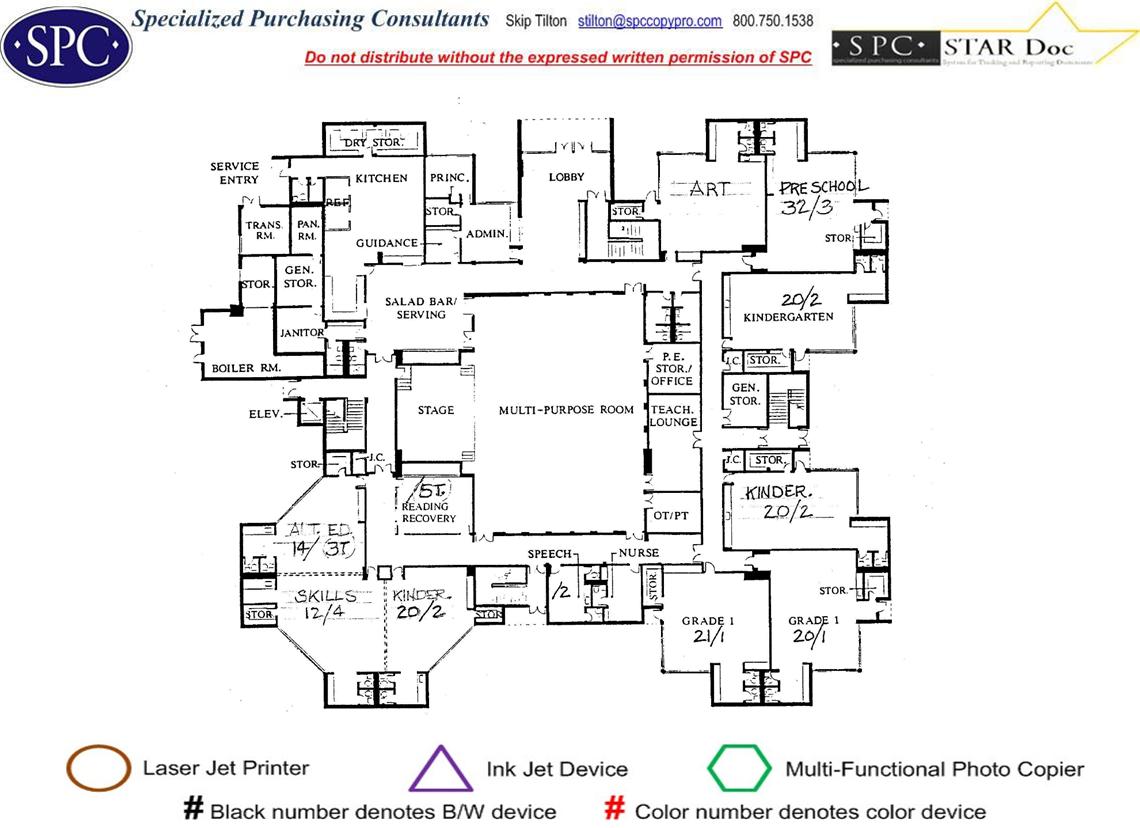 SPC
Specialized Purchasing Consultants Skip Tilton stilton@spccopypro.com 800.750.1538
Do not distribute without the expressed written permission of SPC
SPC STAR Doc
specialized purchasing consultants System for Tracking and Reporting Documents
DRY STOR.
SERVICE
ENTRY
KITCHEN
PRINC.
LOBBY
ART
PRESCHOOL
32/3
REF
STOR.
STOR.
TRANS.
RM.
PAN.
RM.
ADMIN.
GUIDANCE
STOR.
GEN.
STOR.
STOR.
SALAD BAR/
SERVING
20/2
KINDERGARTEN
JANITOR
BOILER RM.
P.E.
STOR./
OFFICE
J.C.
STOR.
GEN.
STOR.
ELEV.
STAGE
MULTI-PURPOSE ROOM
TEACH.
LOUNGE
STOR.
J.C.
J.C.
STOR.
ST.
READING
RECOVERY
KINDER.
20/2
OT/PT
ALT. ED.
14/ 3T
SPEECH
NURSE
SKILLS
12/4
KINDER.
20/2
/2
STOR.
STOR.
STOR
STOR
GRADE 1
21/1
GRADE 1
20/1
Laser Jet Printer
Ink Jet Device
Multi-Functional Photo Copier
# Black number denotes B/W device
# Color number denotes color device